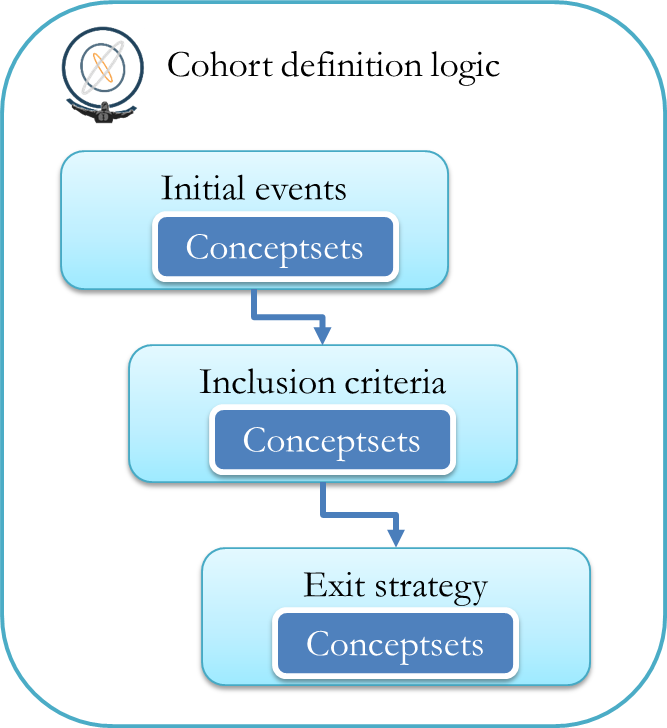 Cohort definition logic
Initial events
Conceptsets
Inclusion criteria
Conceptsets
Exit strategy
Conceptsets